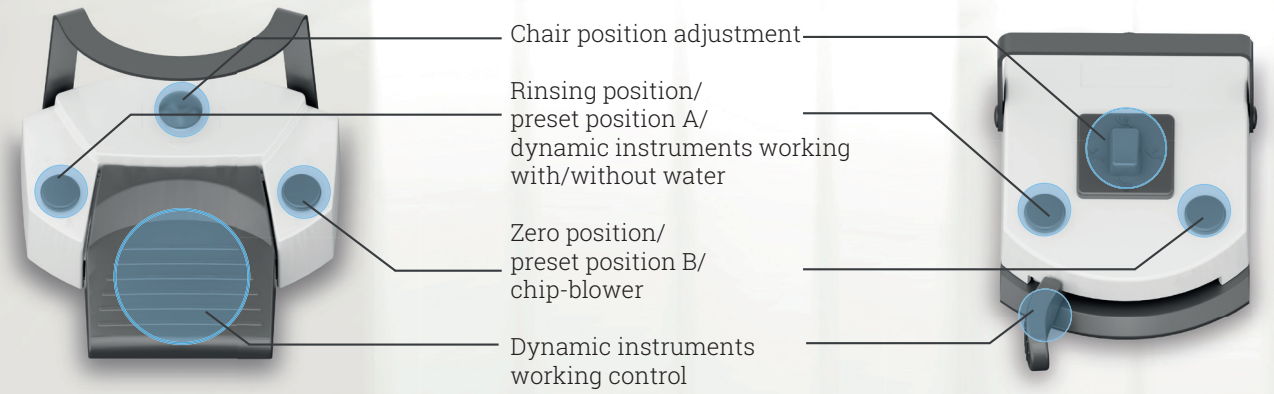 Chair position adjustment
Rinsing position/
preset position A/
dynamic instruments working
with/without water
Zero position/
preset position B/
chip-blower
Dynamic instruments
working control